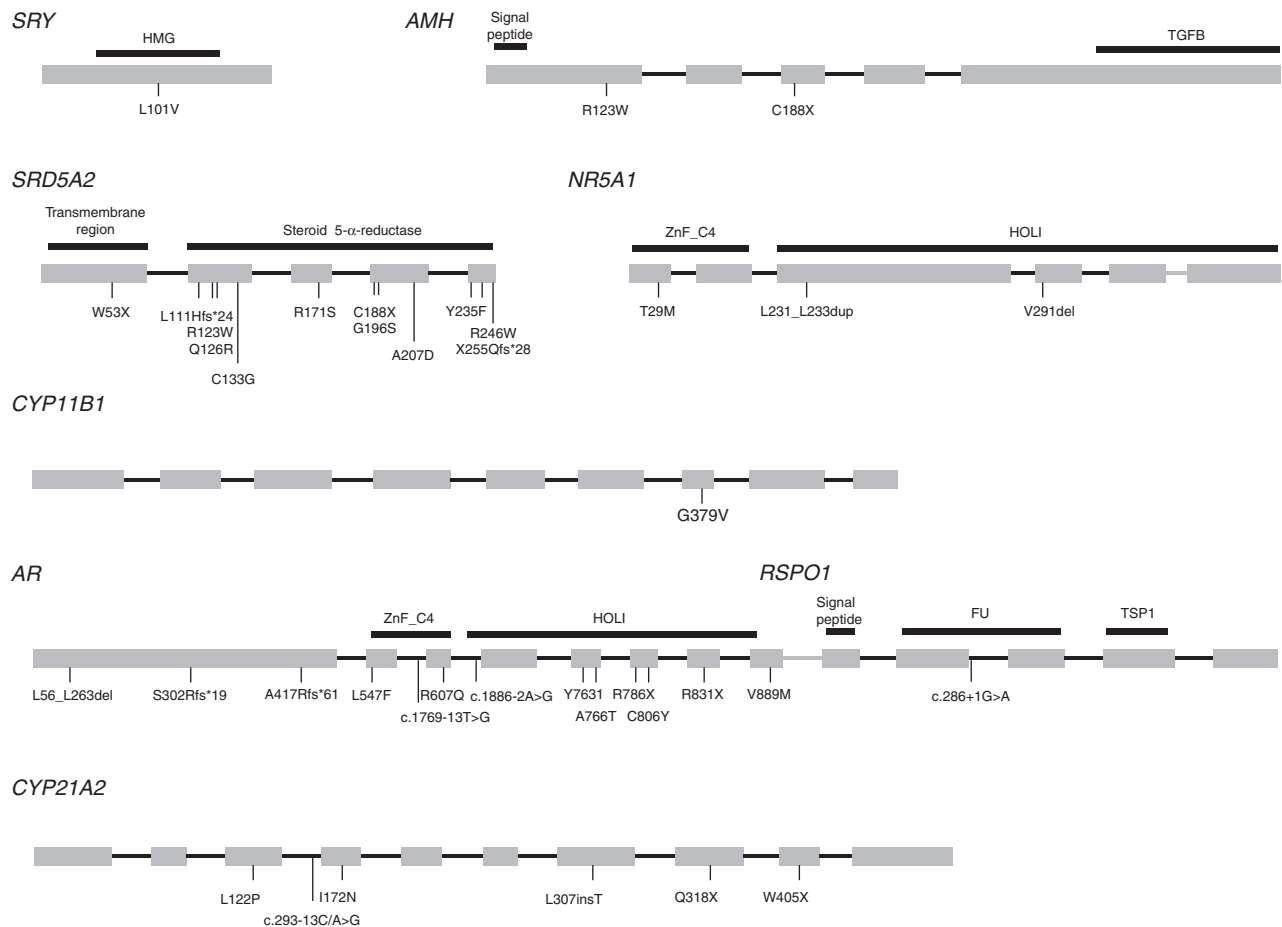 SRY
HMG
L101V
AMH
Signal
peptide
TGFB
R123W
C188X
SRD5A2
Transmembrane
region
Steroid 5-α-reductase
W53X
L111Hfs*24
R123W
Q126R
C133G
R171S
C188X
G196S
A207D
Y235F
R246W
X255Qfs*28
NR5A1
ZnF_C4
HOLI
T29M
L231_L233dup
V291del
CYP11B1
G379V
AR
ZnF_C4
HOLI
L56_L263del
S302Rfs*19
A417Rfs*61
L547F
c.1769-13T>G
R607Q
c.1886-2A>G
Y7631
A766T
R786X
C806Y
R831X
V889M
RSPO1
Signal
peptide
FU
TSP1
c.286+1G>A
CYP21A2
L122P
c.293-13C/A>G
I172N
L307insT
Q318X
W405X